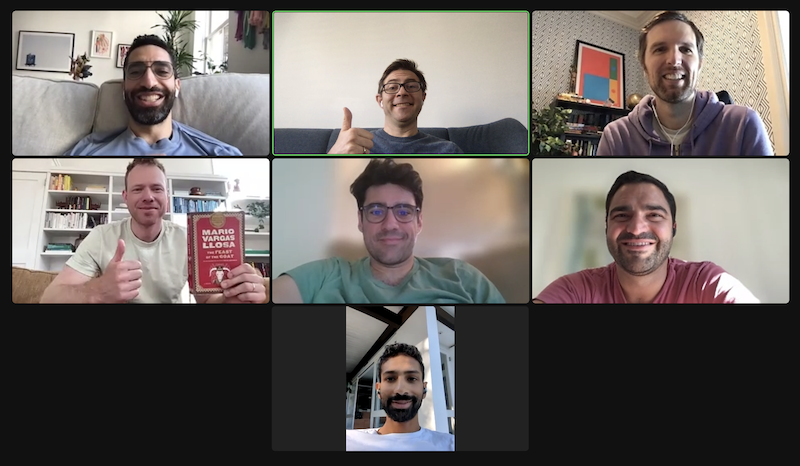 MARIO
VARGAS
LLOSA
THE FEAST
OF THE GOAT